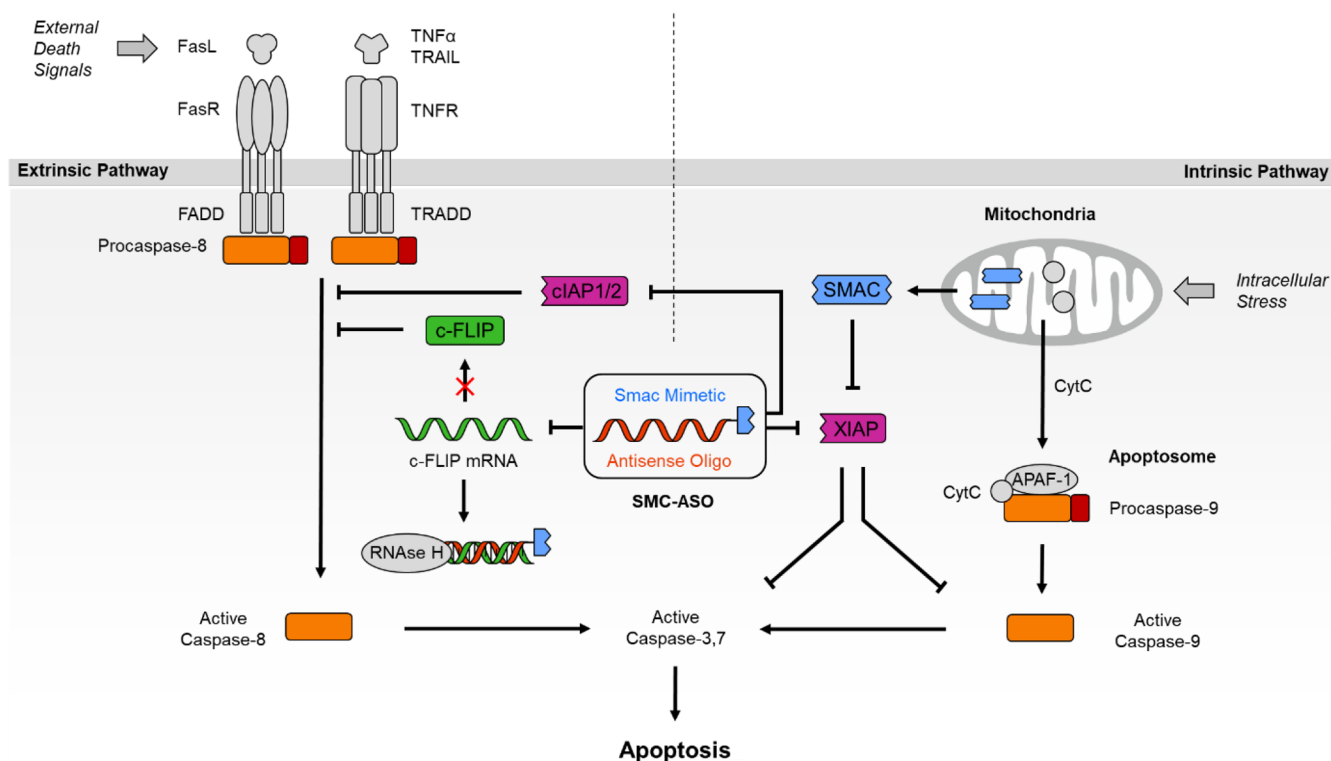 External
Death
Signals
FasL
TNFα
TRAIL
FasR
TNFR
Extrinsic Pathway
Intrinsic Pathway
FADD
TRADD
Procaspase-8
Mitochondria
cIAP1/2
SMAC
Intracellular
Stress
c-FLIP
CytC
Smac Mimetic
XIAP
c-FLIP mRNA
Antisense Oligo
SMC-ASO
Apoptosome
CytC
APAF-1
Procaspase-9
RNAse H
Active
Caspase-8
Active
Caspase-3,7
Active
Caspase-9
Apoptosis